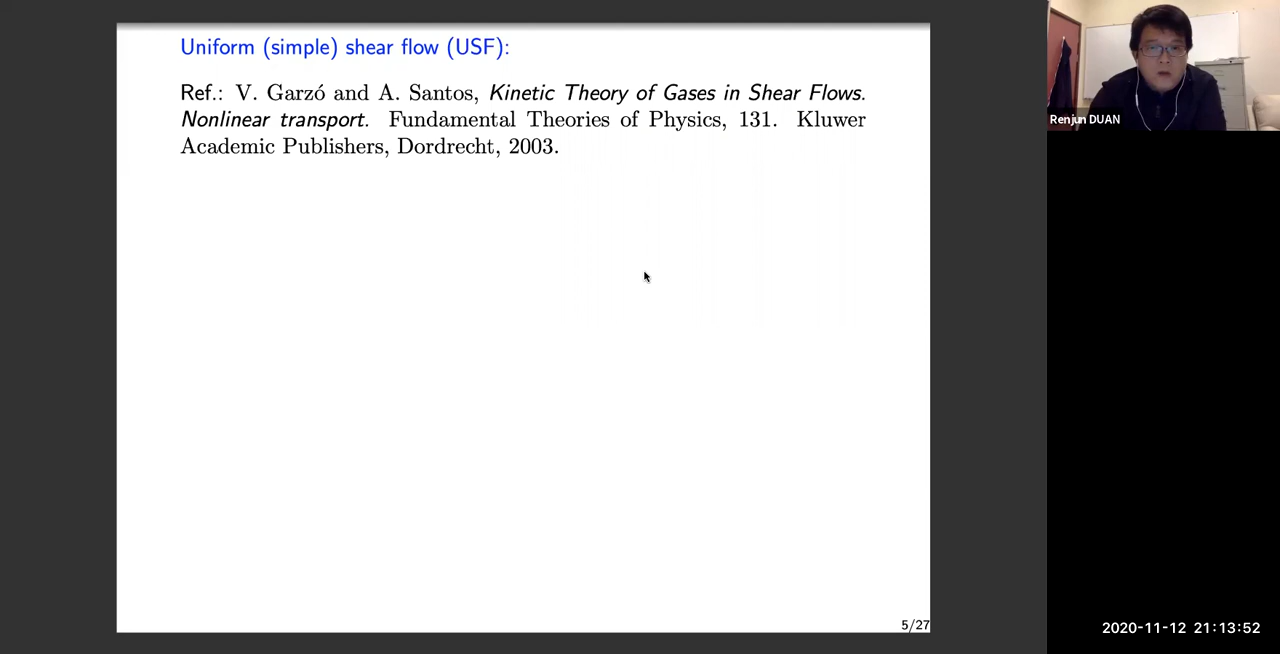 Uniform (simple) shear flow (USF):
Ref.: V. Garzó and A. Santos, Kinetic Theory of Gases in Shear Flows.
Nonlinear transport. Fundamental Theories of Physics, 131. Kluwer
Academic Publishers, Dordrecht, 2003.
5/27
Renjun DUAN
2020-11-12 21:13:52